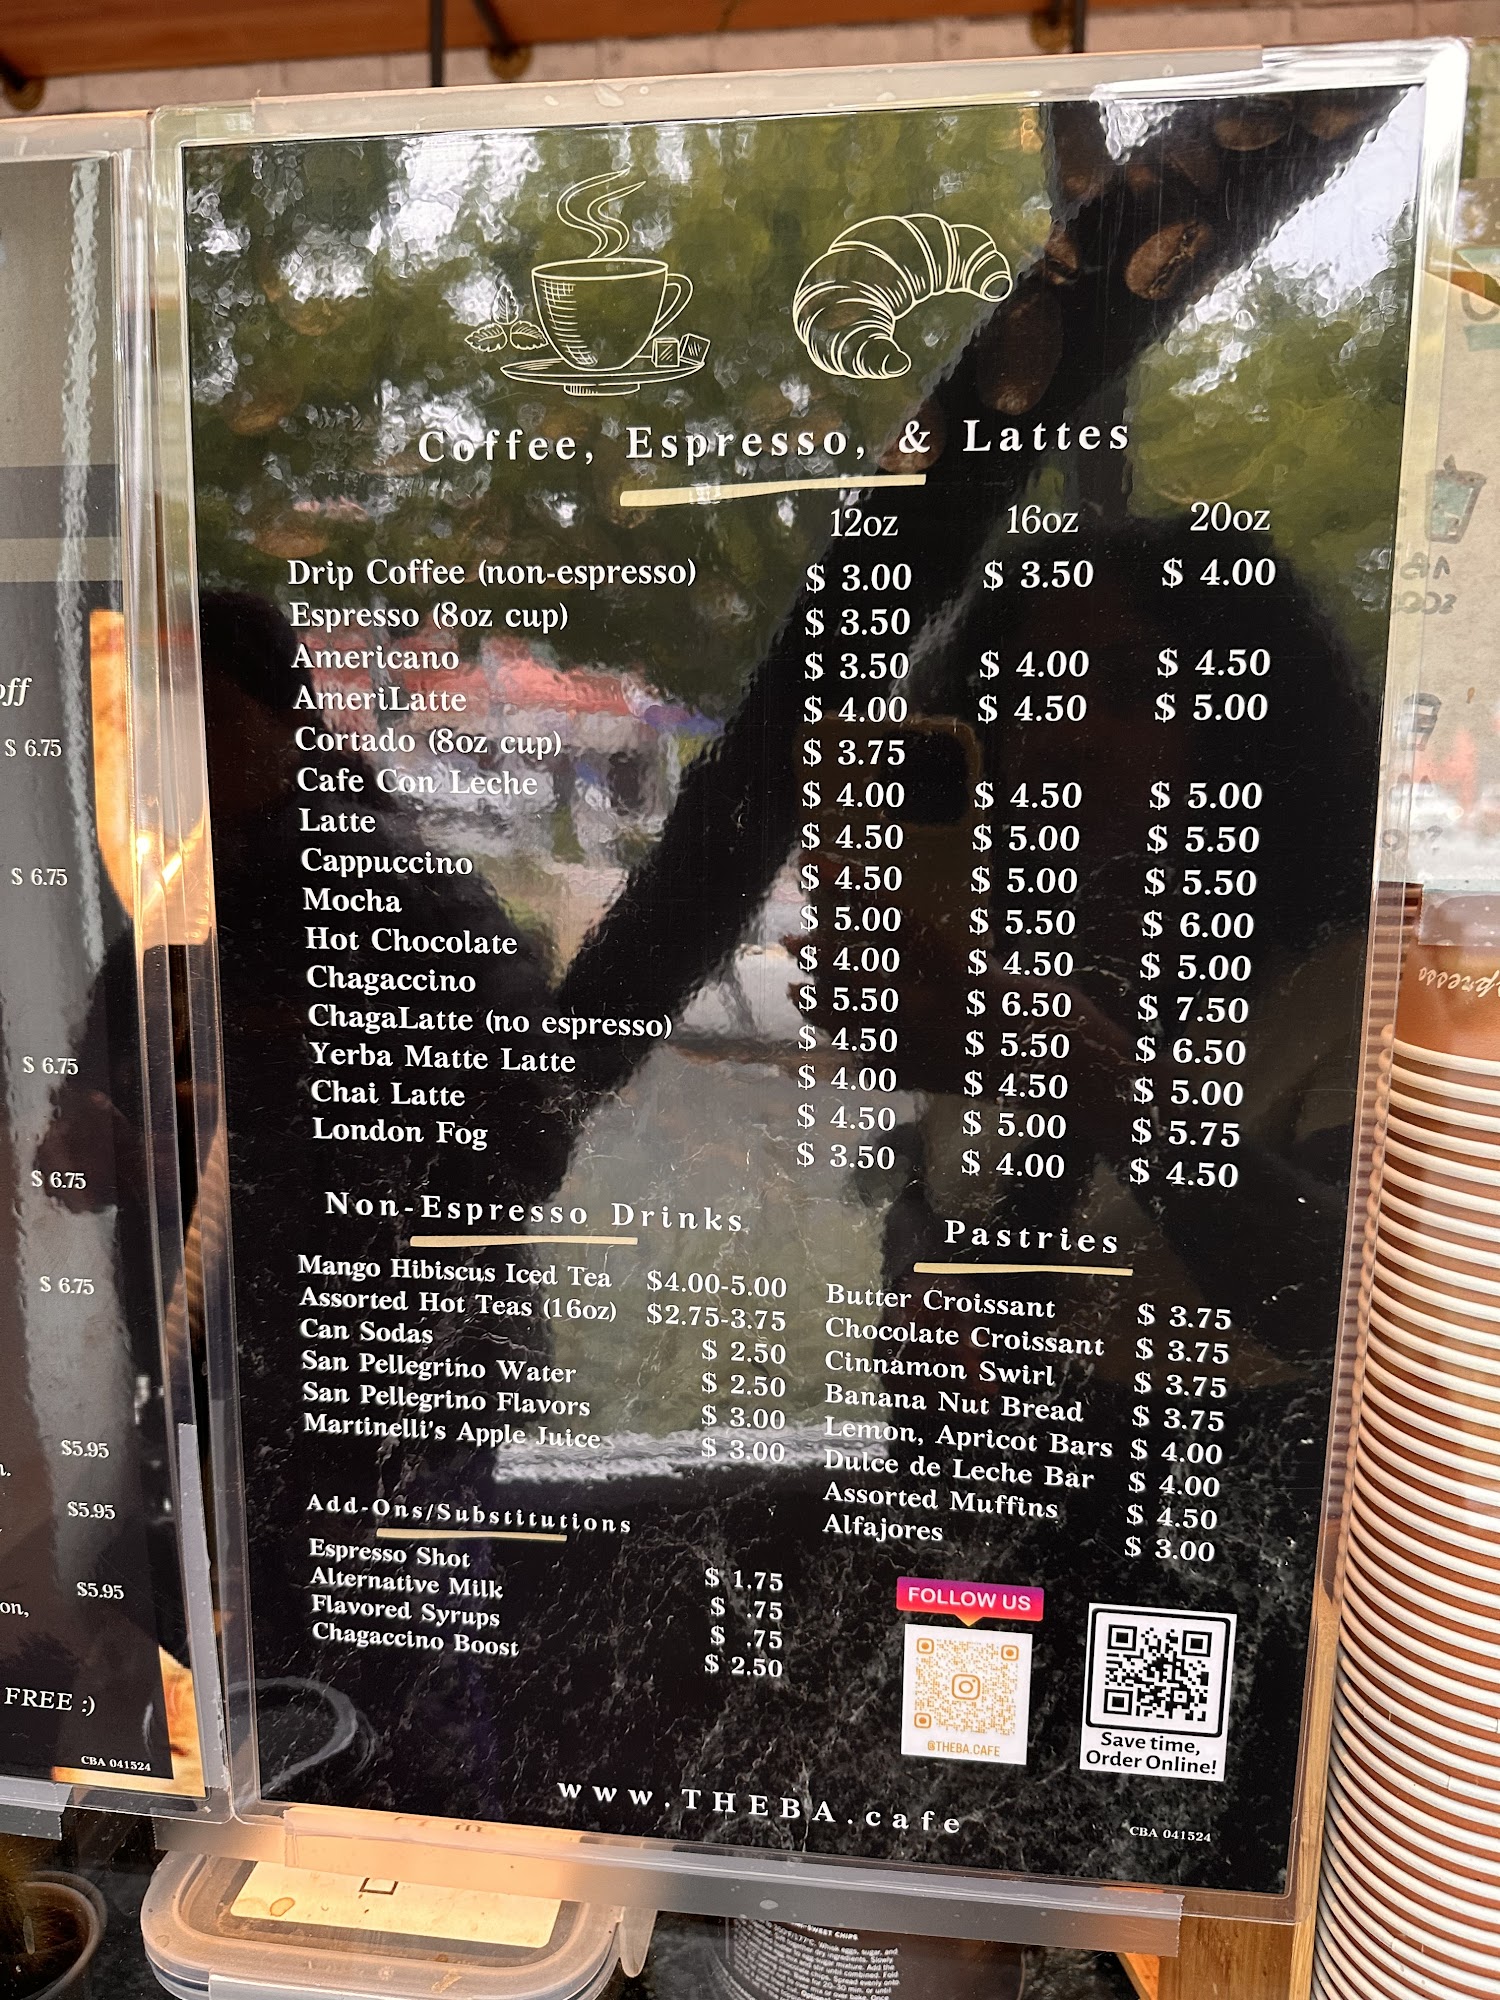 off
$ 6.75
$ 6.75
$ 6.75
$ 6.75
$ 6.75
$5.95
$5.95
$5.95
on,
FREE :)
CBA 041524
Coffee, Espresso, & Lattes
12oz 16oz 20oz
Drip Coffee (non-espresso) $ 3.00 $ 3.50 $ 4.00
Espresso (8oz cup) $ 3.50
Americano $ 3.50 $ 4.00 $ 4.50
AmeriLatte $ 4.00 $ 4.50 $ 5.00
Cortado (8oz cup) $ 3.75
Cafe Con Leche $ 4.00 $ 4.50 $ 5.00
Latte $ 4.50 $ 5.00 $ 5.50
Cappuccino $ 4.50 $ 5.00 $ 5.50
Mocha $ 5.00 $ 5.50 $ 6.00
Hot Chocolate $ 4.00 $ 4.50 $ 5.00
Chagaccino $ 5.50 $ 6.50 $ 7.50
ChagaLatte (no espresso) $ 4.50 $ 5.50 $ 6.50
Yerba Matte Latte $ 4.00 $ 4.50 $ 5.00
Chai Latte $ 4.50 $ 5.00 $ 5.75
London Fog $ 3.50 $ 4.00 $ 4.50
Non-Espresso Drinks
Mango Hibiscus Iced Tea $4.00-5.00
Assorted Hot Teas (16oz) $2.75-3.75
Can Sodas $ 2.50
San Pellegrino Water $ 2.50
San Pellegrino Flavors $ 3.00
Martinelli's Apple Juice $ 3.00
Add-Ons/Substitutions
Espresso Shot $ 1.75
Alternative Milk $ .75
Flavored Syrups $ .75
Chagaccino Boost $ 2.50
Pastries
Butter Croissant $ 3.75
Chocolate Croissant $ 3.75
Cinnamon Swirl $ 3.75
Banana Nut Bread $ 3.75
Lemon, Apricot Bars $ 4.00
Dulce de Leche Bar $ 4.00
Assorted Muffins $ 4.50
Alfajores $ 3.00
FOLLOW US
@THEBA.CAFE
Save time,
Order Online!
www.THEBA.cafe
CBA 041524